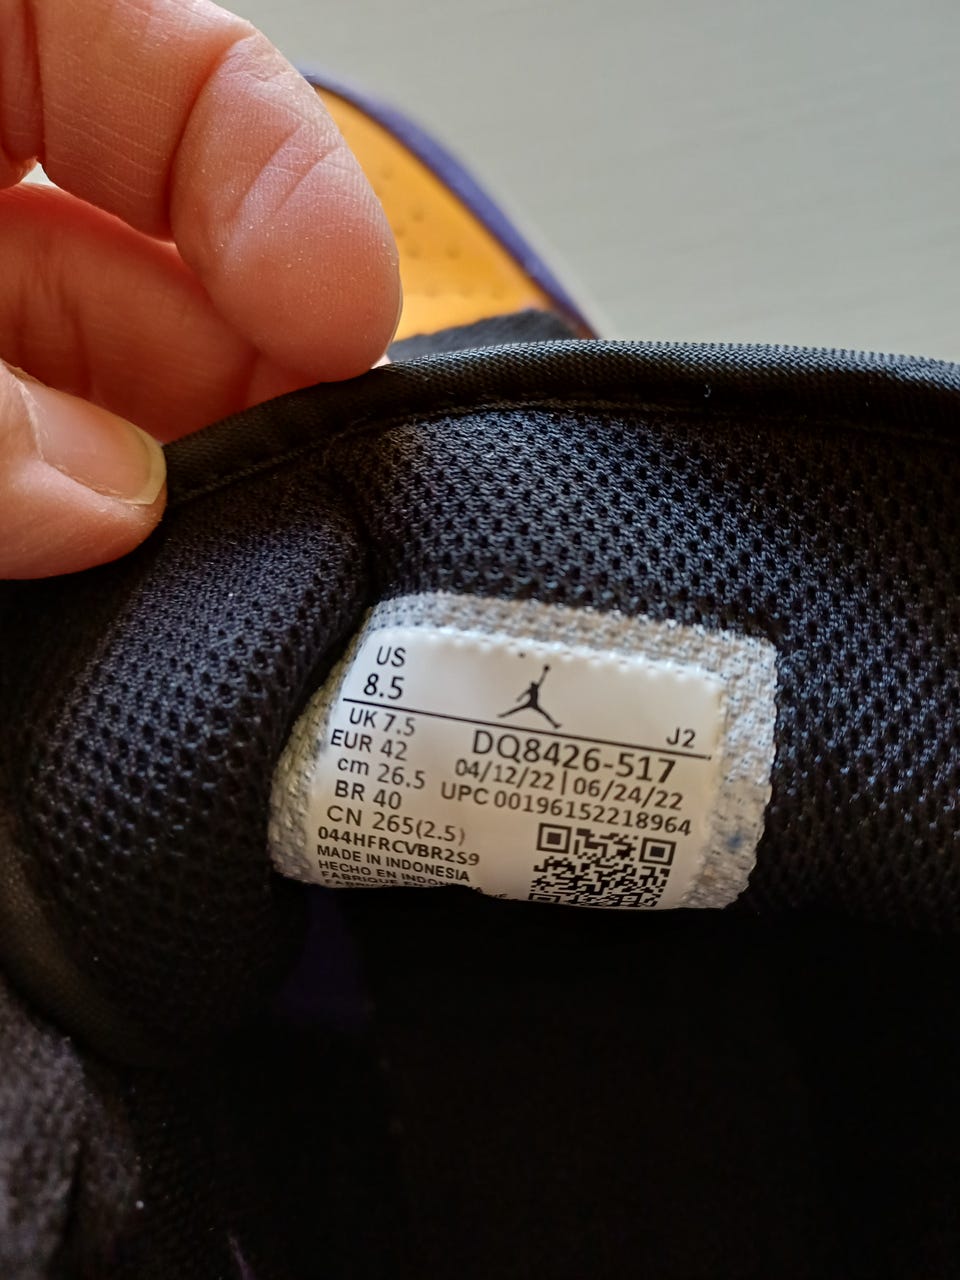 US
8.5
J2
UK 7.5
EUR 42
cm 26.5
BR 40
CN 265(2.5)
DQ8426-517
04/12/22 | 06/24/22
UPC 00196152218964
044HFRCVBR2S9
MADE IN INDONESIA
HECHO EN
FABRIQUE